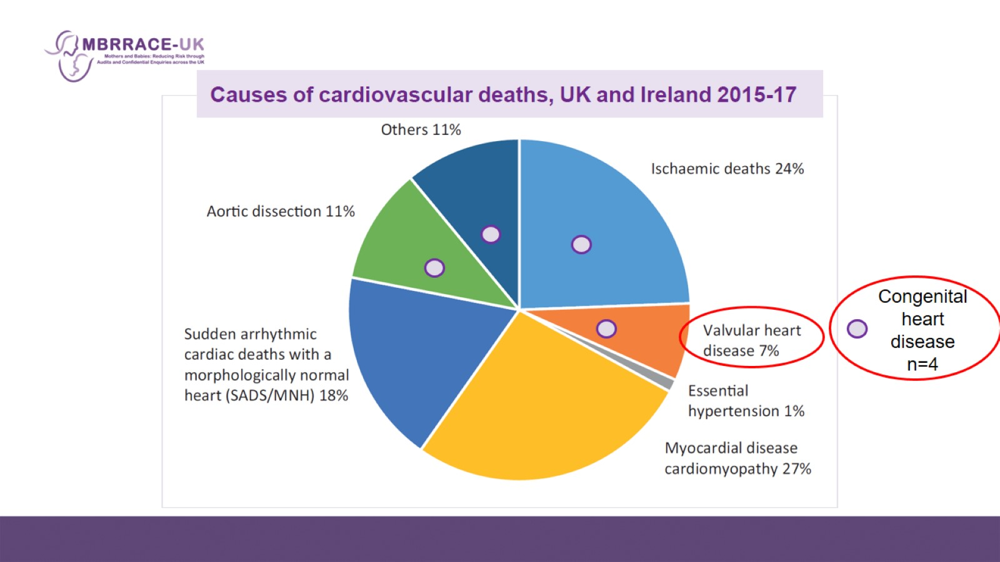 MBRRACE-UK
Mothers and Babies: Reducing Risk through
Audits and Confidential Enquiries across the UK
Causes of cardiovascular deaths, UK and Ireland 2015-17
Others 11%
Ischaemic deaths 24%
Aortic dissection 11%
Sudden arrhythmic
cardiac deaths with a
morphologically normal
heart (SADS/MNH) 18%
Valvular heart
disease 7%
Congenital
heart
disease
n=4
Essential
hypertension 1%
Myocardial disease
cardiomyopathy 27%